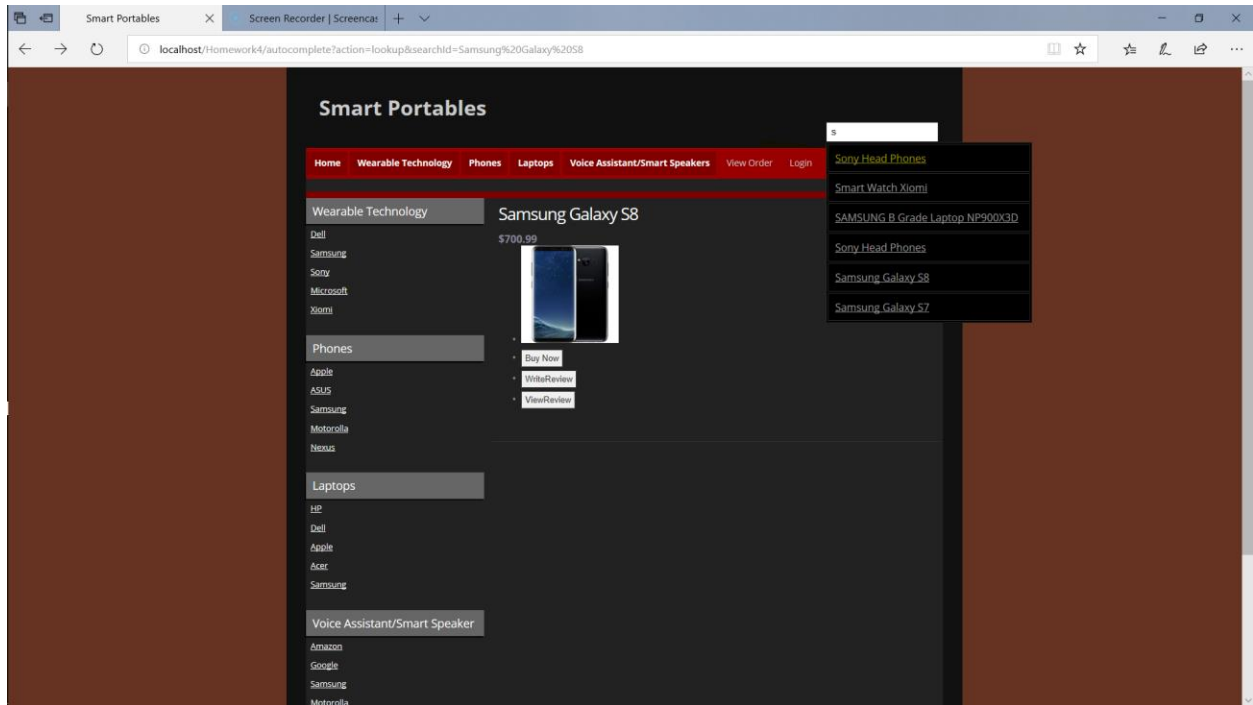 Smart Portables
Screen Recorder | Screencas
localhost/Homework4/autocomplete?action=lookup&searchId=Samsung%20Galaxy%20S8
Smart Portables
s
Home Wearable Technology Phones Laptops Voice Assistant/Smart Speakers View Order Login
Sony Head Phones
Smart Watch Xiomi
SAMSUNG B Grade Laptop NP900X3D
Sony Head Phones
Samsung Galaxy S8
Samsung Galaxy S7
Wearable Technology
Dell
Samsung
Sony
Microsoft
Xiomi
Phones
Apple
ASUS
Samsung
Motorolla
Nexus
Laptops
HP
Dell
Apple
Acer
Samsung
Voice Assistant/Smart Speaker
Amazon
Google
Samsung
Motorolla
Samsung Galaxy S8
$700.99
Buy Now
WriteReview
ViewReview